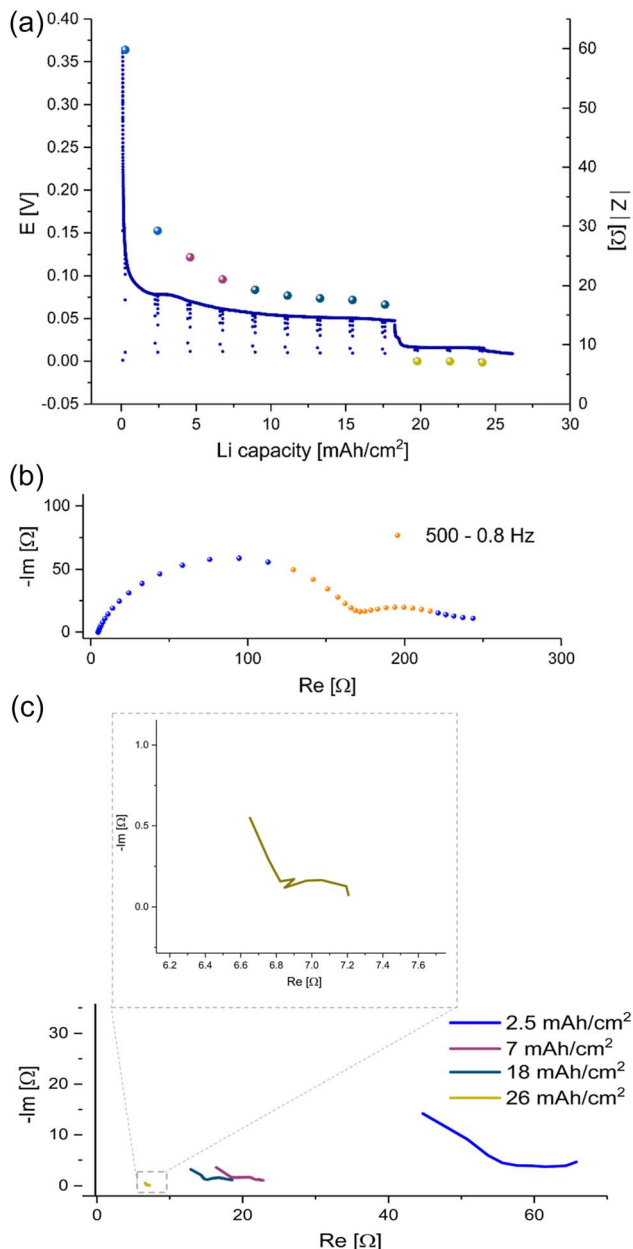 (a)
0.40
0.35
0.30
0.25
0.20
0.15
0.10
0.05
0.00
-0.05
E [V]
60
50
40
30
20
10
0
| Z | [Ω]
0 5 10 15 20 25 30
Li capacity [mAh/cm²]
(b)
100
50
0
-Im [Ω]
500 - 0.8 Hz
0 100 200 300
Re [Ω]
(c)
1.0
0.5
0.0
-Im [Ω]
6.2 6.4 6.6 6.8 7.0 7.2 7.4 7.6
Re [Ω]
30
20
10
0
-Im [Ω]
2.5 mAh/cm²
7 mAh/cm²
18 mAh/cm²
26 mAh/cm²
0 20 40 60
Re [Ω]